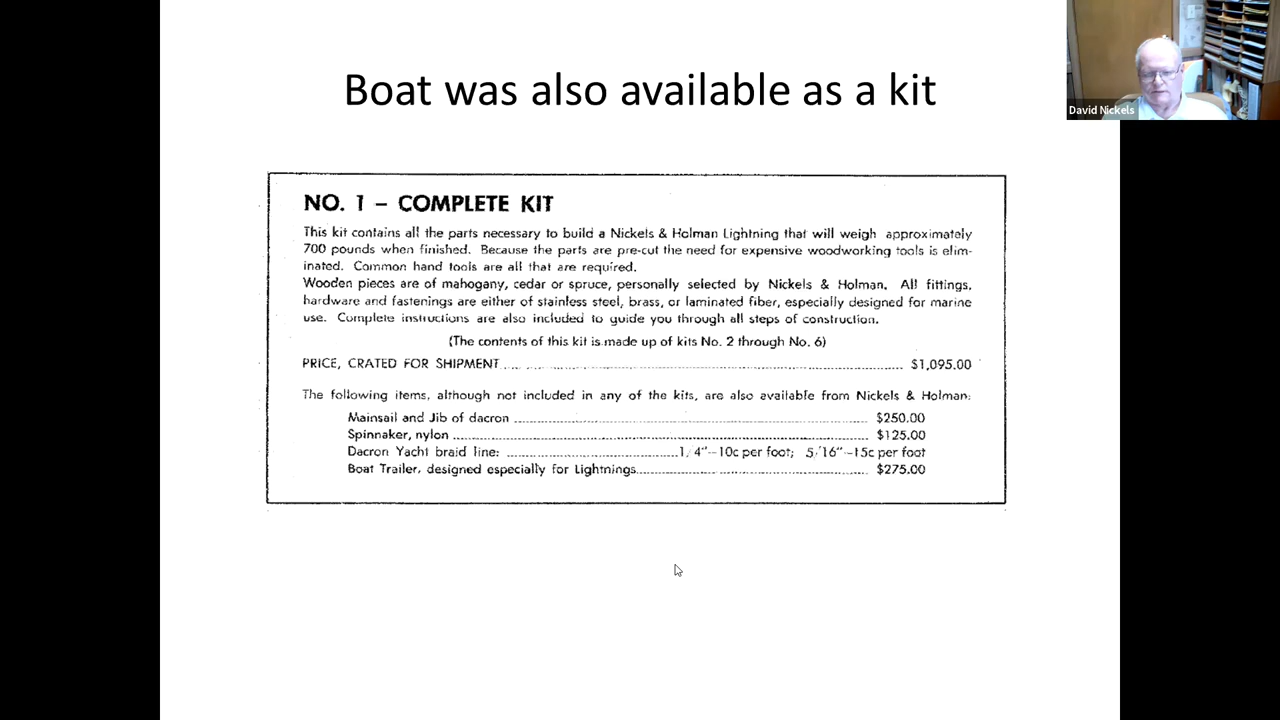 Boat was also available as a kit
David Nickels
NO. 1 – COMPLETE KIT
This kit contains all the parts necessary to build a Nickels & Holman Lightning that will weigh approximately
700 pounds when finished. Because the parts are pre-cut the need for expensive woodworking tools is elim-
inated. Common hand tools are all that are required.
Wooden pieces are of mahogany, cedar or spruce, personally selected by Nickels & Holman. All fittings,
hardware and fastenings are either of stainless steel, brass, or laminated fiber, especially designed for marine
use. Complete instructions are also included to guide you through all steps of construction.
(The contents of this kit is made up of kits No. 2 through No. 6)
PRICE, CRATED FOR SHIPMENT........ $1,095.00
The following items, although not included in any of the kits, are also available from Nickels & Holman:
Mainsail and Jib of dacron ........ $250.00
Spinnaker, nylon ........ $125.00
Dacron Yacht braid line: ........1/4"–10c per foot; 5/16"–15c per foot
Boat Trailer, designed especially for Lightnings........ $275.00